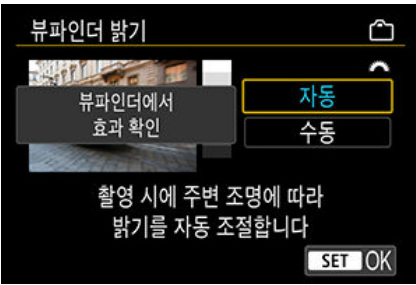 뷰파인더 밝기
뷰파인더에서
효과 확인
자동
수동
촬영 시에 주변 조명에 따라
밝기를 자동 조절합니다
SET OK